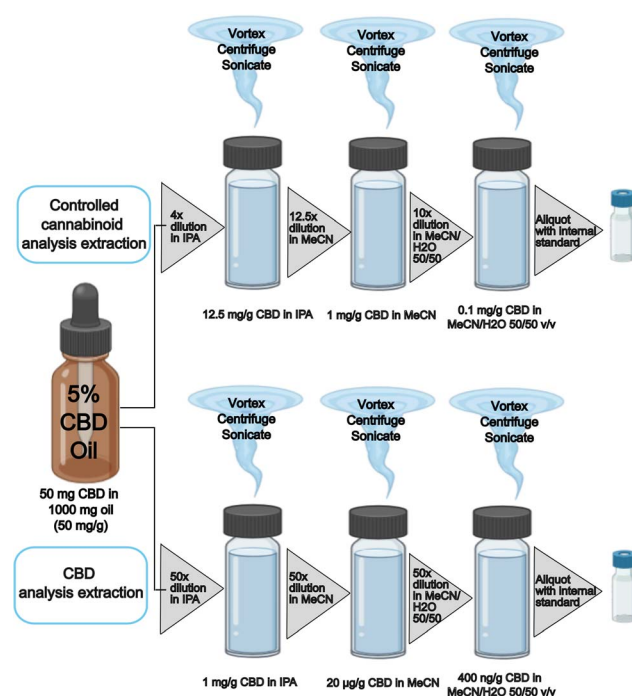 Vortex
Centrifuge
Sonicate
Vortex
Centrifuge
Sonicate
Vortex
Centrifuge
Sonicate
Controlled
cannabinoid
analysis extraction
4x
dilution
in IPA
12.5x
dilution
in MeCN
10x
dilution
in MeCN/
H2O
50/50
Aliquot
with internal
standard
12.5 mg/g CBD in IPA
1 mg/g CBD in MeCN
0.1 mg/g CBD in
MeCN/H2O 50/50 v/v
5%
CBD
Oil
50 mg CBD in
1000 mg oil
(50 mg/g)
Vortex
Centrifuge
Sonicate
Vortex
Centrifuge
Sonicate
Vortex
Centrifuge
Sonicate
CBD
analysis extraction
50x
dilution
in IPA
50x
dilution
in MeCN
50x
dilution
in MeCN/
H2O
50/50
Aliquot
with internal
standard
1 mg/g CBD in IPA
20 µg/g CBD in MeCN
400 ng/g CBD in
MeCN/H2O 50/50 v/v